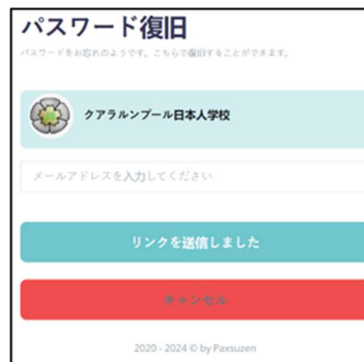 パスワード復旧
パスワードをお忘れのようです。こちらで復旧することができます。
クアラルンプール日本人学校
メールアドレスを入力してください
リンクを送信しました
キャンセル
2020 - 2024 © by Paxsuzen